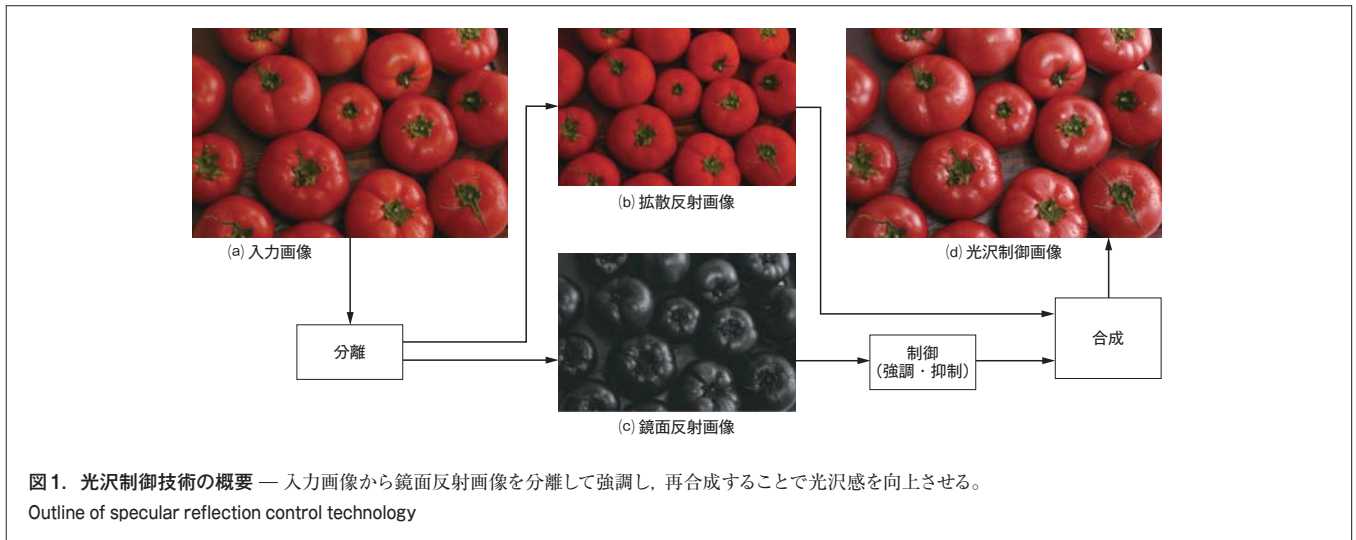 (a) 入力画像
(b) 拡散反射画像
(d) 光沢制御画像
分離
(c) 鏡面反射画像
制御
(強調・抑制)
合成
図1. 光沢制御技術の概要 — 入力画像から鏡面反射画像を分離して強調し,再合成することで光沢感を向上させる。
Outline of specular reflection control technology